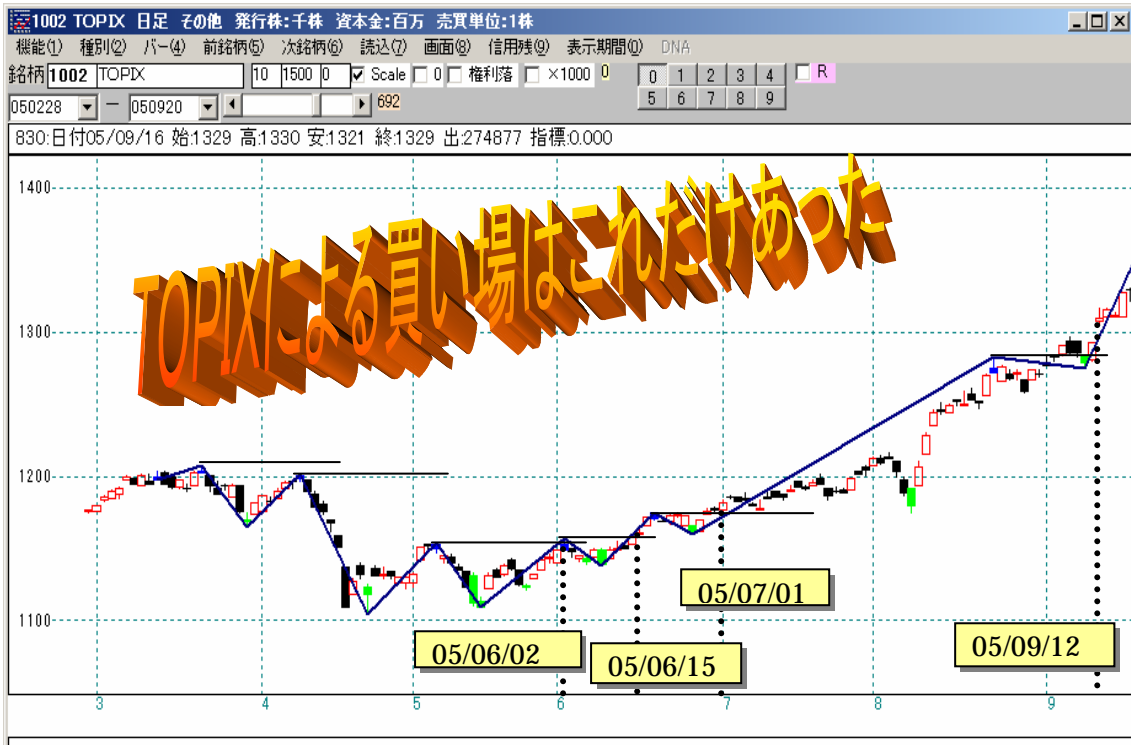 1002 TOPIX 日足 その他 発行株:千株 資本金:百万 売買単位:1株
機能(1) 種別(2) バー(4) 前銘柄(5) 次銘柄(6) 読込(7) 画面(8) 信用残(9) 表示期間(0) DNA
銘柄 1002 TOPIX 10 1500 0 Scale 0 権利落 ×1000 0 0 1 2 3 4 R
050228 － 050920 692 5 6 7 8 9
830:日付05/09/16 始:1329 高:1330 安:1321 終:1329 出:274877 指標:0.000
1400
TOPIXによる買い場はこれだけあった
1300
1200
1100
05/07/01
05/06/02
05/06/15
05/09/12
3 4 5 6 7 8 9